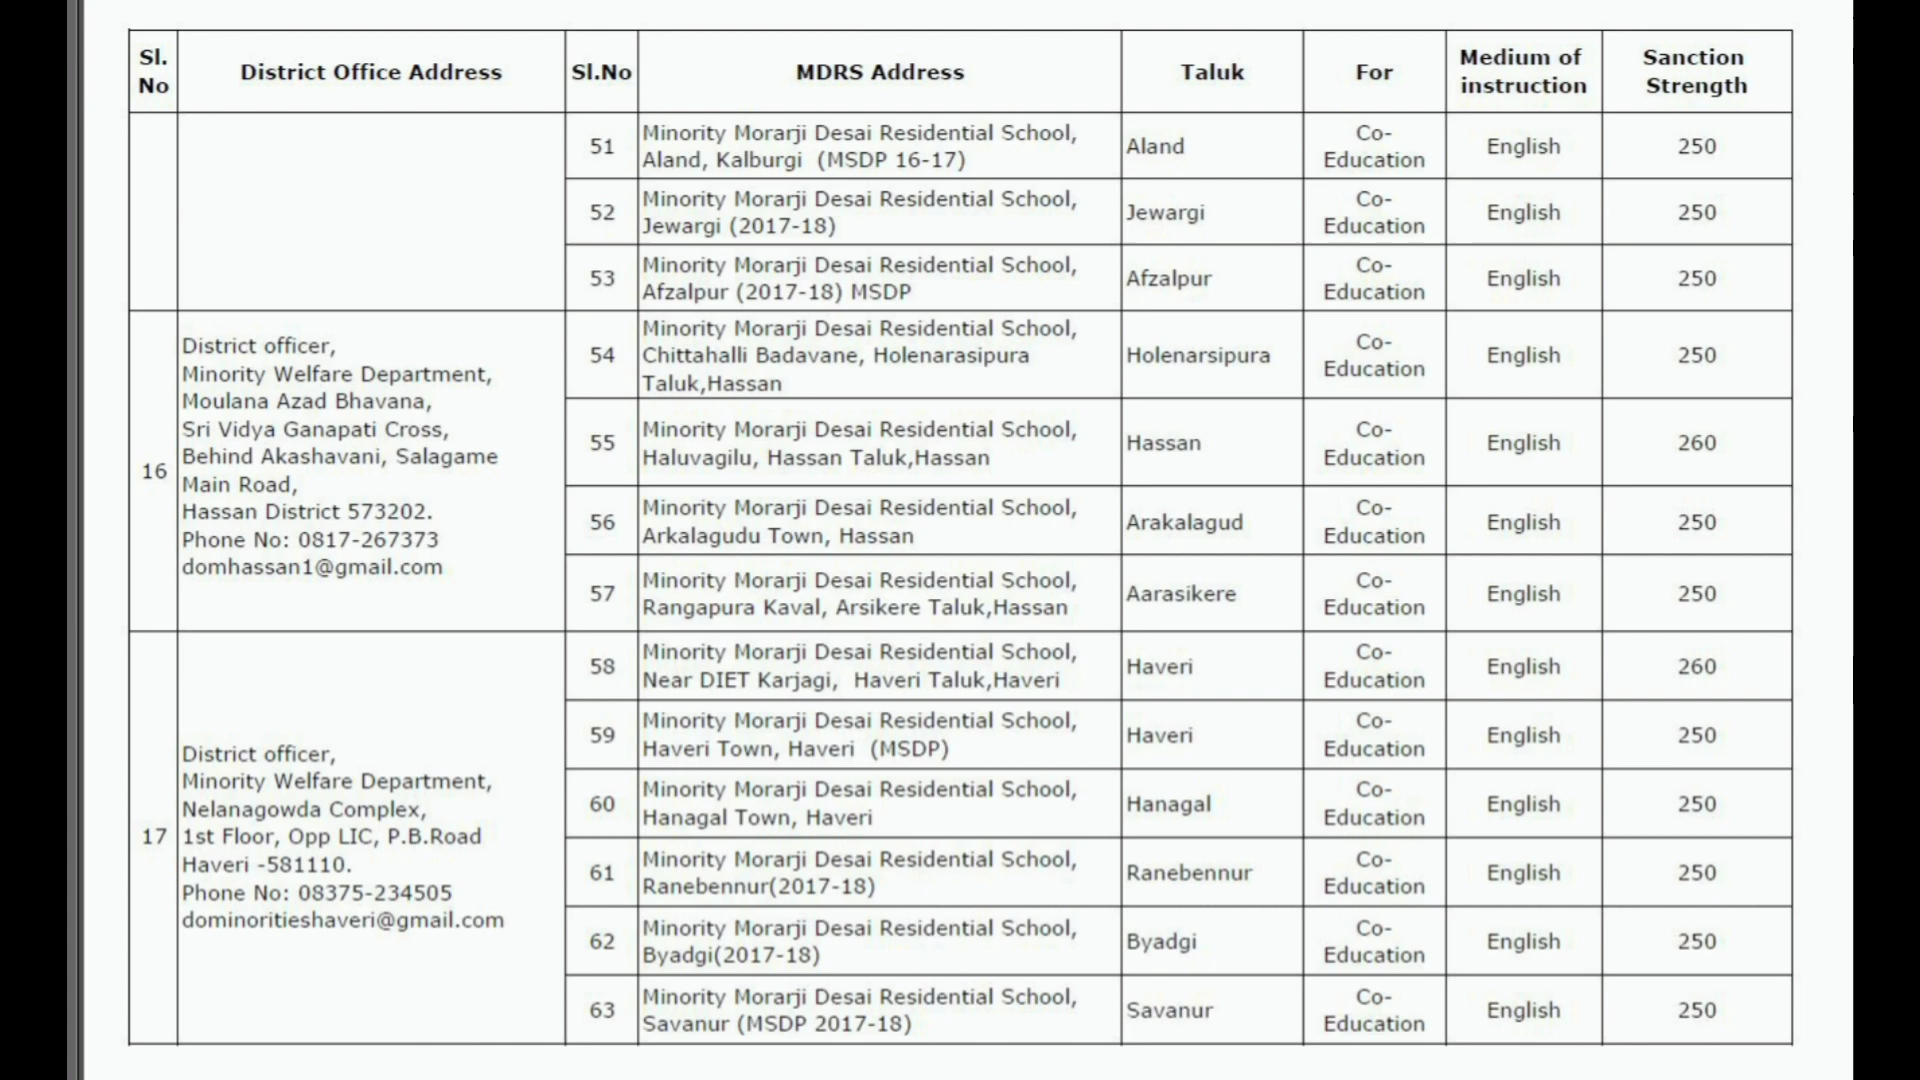 Sl. No | District Office Address | Sl.No | MDRS Address | Taluk | For | Medium of instruction | Sanction Strength
51 | Minority Morarji Desai Residential School, Aland, Kalburgi (MSDP 16-17) | Aland | Co-Education | English | 250
52 | Minority Morarji Desai Residential School, Jewargi (2017-18) | Jewargi | Co-Education | English | 250
53 | Minority Morarji Desai Residential School, Afzalpur (2017-18) MSDP | Afzalpur | Co-Education | English | 250
16
District officer,
Minority Welfare Department,
Moulana Azad Bhavana,
Sri Vidya Ganapati Cross,
Behind Akashavani, Salagame
Main Road,
Hassan District 573202.
Phone No: 0817-267373
domhassan1@gmail.com
54 | Minority Morarji Desai Residential School, Chittahalli Badavane, Holenarasipura Taluk,Hassan | Holenarsipura | Co-Education | English | 250
55 | Minority Morarji Desai Residential School, Haluvagilu, Hassan Taluk,Hassan | Hassan | Co-Education | English | 260
56 | Minority Morarji Desai Residential School, Arkalagudu Town, Hassan | Arakalagud | Co-Education | English | 250
57 | Minority Morarji Desai Residential School, Rangapura Kaval, Arsikere Taluk,Hassan | Aarasikere | Co-Education | English | 250
17
District officer,
Minority Welfare Department,
Nelanagowda Complex,
1st Floor, Opp LIC, P.B.Road
Haveri -581110.
Phone No: 08375-234505
dominoritieshaveri@gmail.com
58 | Minority Morarji Desai Residential School, Near DIET Karjagi, Haveri Taluk,Haveri | Haveri | Co-Education | English | 260
59 | Minority Morarji Desai Residential School, Haveri Town, Haveri (MSDP) | Haveri | Co-Education | English | 250
60 | Minority Morarji Desai Residential School, Hanagal Town, Haveri | Hanagal | Co-Education | English | 250
61 | Minority Morarji Desai Residential School, Ranebennur(2017-18) | Ranebennur | Co-Education | English | 250
62 | Minority Morarji Desai Residential School, Byadgi(2017-18) | Byadgi | Co-Education | English | 250
63 | Minority Morarji Desai Residential School, Savanur (MSDP 2017-18) | Savanur | Co-Education | English | 250